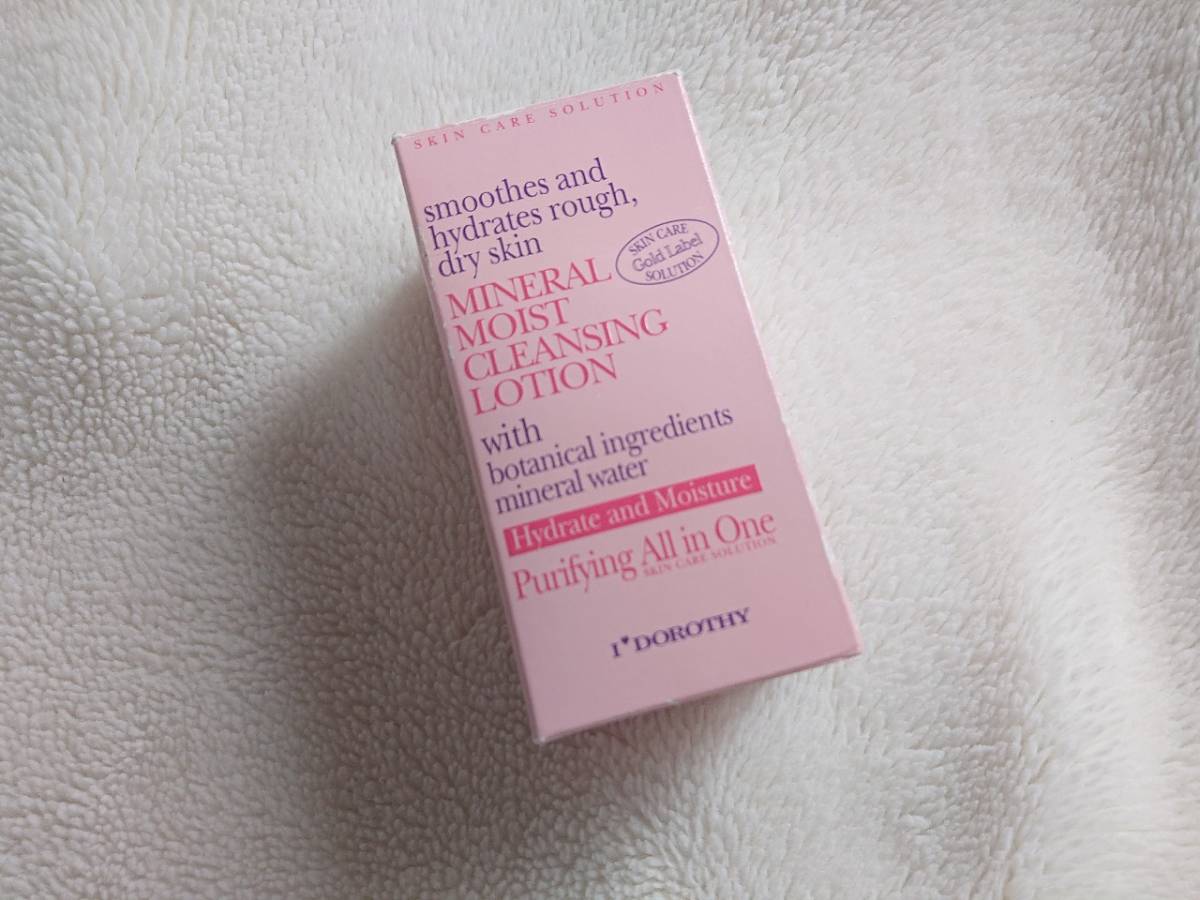 SKIN CARE SOLUTION
smoothes and
hydrates rough,
dry skin
SKIN CARE
Gold Label
SOLUTION
MINERAL
MOIST
CLEANSING
LOTION
with
botanical ingredients
mineral water
Hydrate and Moisture
Purifying All in One
SKIN CARE SOLUTION
I♥DOROTHY